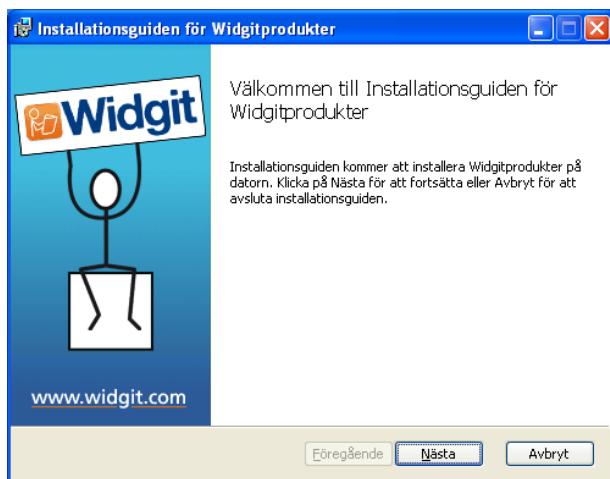 Installationsguiden för Widgitprodukter
Widgit
Välkommen till Installationsguiden för
Widgitprodukter
Installationsguiden kommer att installera Widgitprodukter på
datorn. Klicka på Nästa för att fortsätta eller Avbryt för att
avsluta installationsguiden.
www.widgit.com
Föregående
Nästa
Avbryt